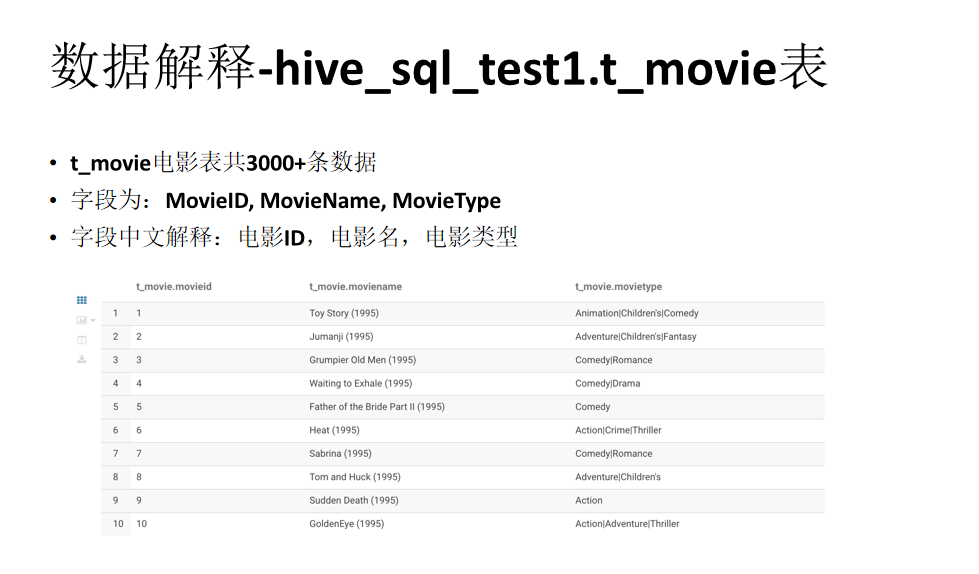 数据解释-hive_sql_test1.t_movie表
• t_movie电影表共3000+条数据
• 字段为：MovieID, MovieName, MovieType
• 字段中文解释：电影ID，电影名，电影类型
t_movie.movieid t_movie.moviename t_movie.movietype
1 1 Toy Story (1995) Animation|Children's|Comedy
2 2 Jumanji (1995) Adventure|Children's|Fantasy
3 3 Grumpier Old Men (1995) Comedy|Romance
4 4 Waiting to Exhale (1995) Comedy|Drama
5 5 Father of the Bride Part II (1995) Comedy
6 6 Heat (1995) Action|Crime|Thriller
7 7 Sabrina (1995) Comedy|Romance
8 8 Tom and Huck (1995) Adventure|Children's
9 9 Sudden Death (1995) Action
10 10 GoldenEye (1995) Action|Adventure|Thriller